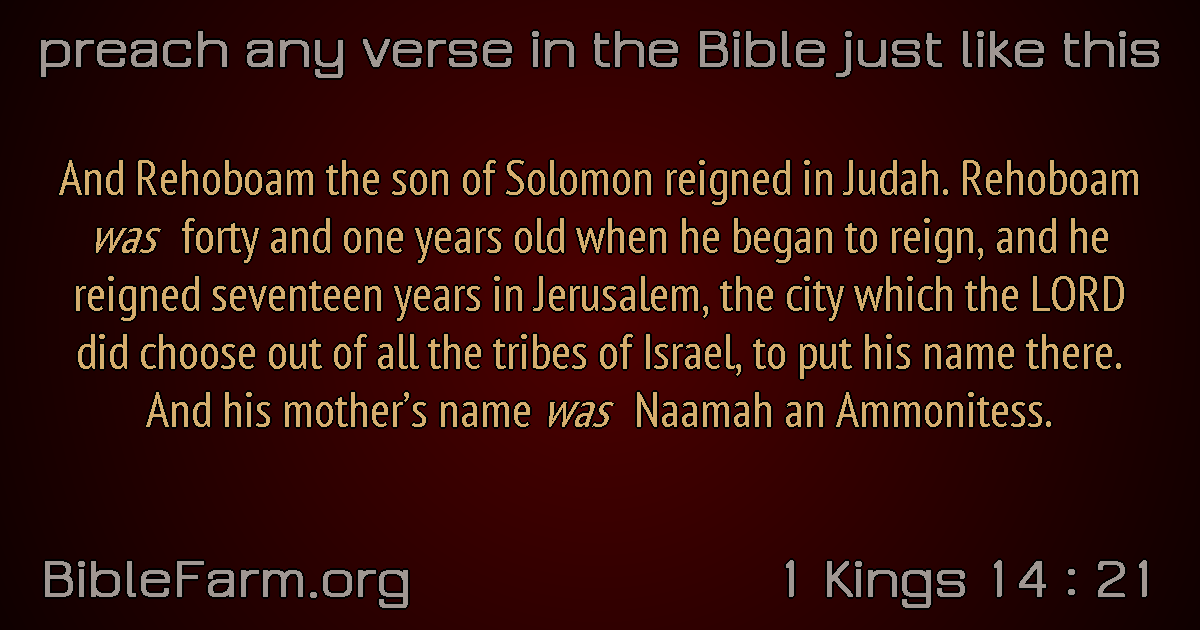 preach any verse in the Bible just like this
And Rehoboam the son of Solomon reigned in Judah. Rehoboam
was forty and one years old when he began to reign, and he
reigned seventeen years in Jerusalem, the city which the LORD
did choose out of all the tribes of Israel, to put his name there.
And his mother’s name was Naamah an Ammonitess.
BibleFarm.org
1 Kings 14 : 21